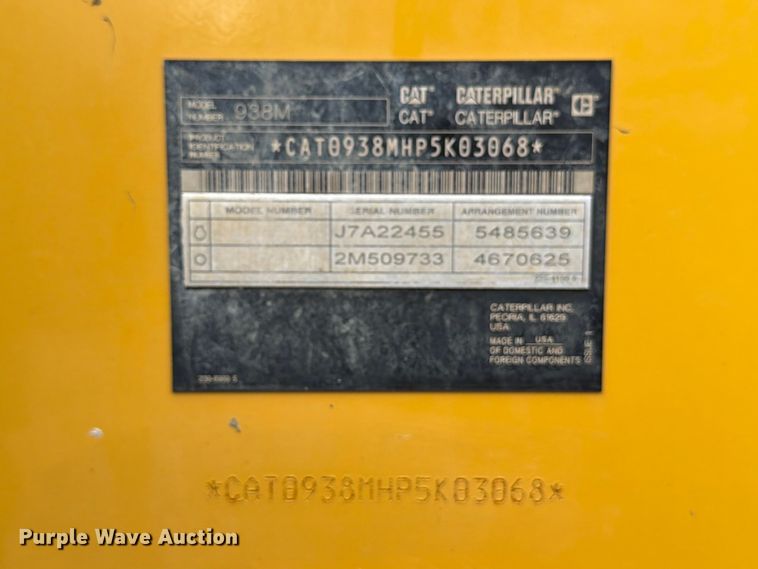 MODEL
NUMBER 938M
CAT® CATERPILLAR®
CAT® CATERPILLAR®
PRODUCT
IDENTIFICATION
NUMBER
*CAT0938MHP5K03068*
MODEL NUMBER SERIAL NUMBER ARRANGEMENT NUMBER
J7A22455 5485639
2M509733 4670625
CATERPILLAR INC.
PEORIA, IL 61629
USA
MADE IN USA
OF DOMESTIC AND
FOREIGN COMPONENTS
ISSUE 1
*CAT0938MHP5K03068*
Purple Wave Auction